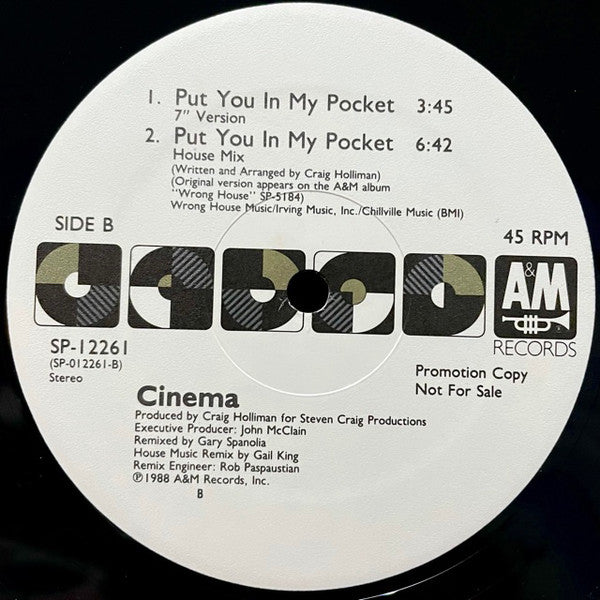 1. Put You In My Pocket 3:45
7" Version
2. Put You In My Pocket 6:42
House Mix
(Written and Arranged by Craig Holliman)
(Original version appears on the A&M album
"Wrong House" SP-5184)
Wrong House Music/Irving Music, Inc./Chillville Music (BMI)
SIDE B
45 RPM
A&M
RECORDS
SP-12261
(SP-012261-B)
Stereo
Promotion Copy
Not For Sale
Cinema
Produced by Craig Holliman for Steven Craig Productions
Executive Producer: John McClain
Remixed by Gary Spanolia
House Music Remix by Gail King
Remix Engineer: Rob Paspaustian
℗1988 A&M Records, Inc.
B